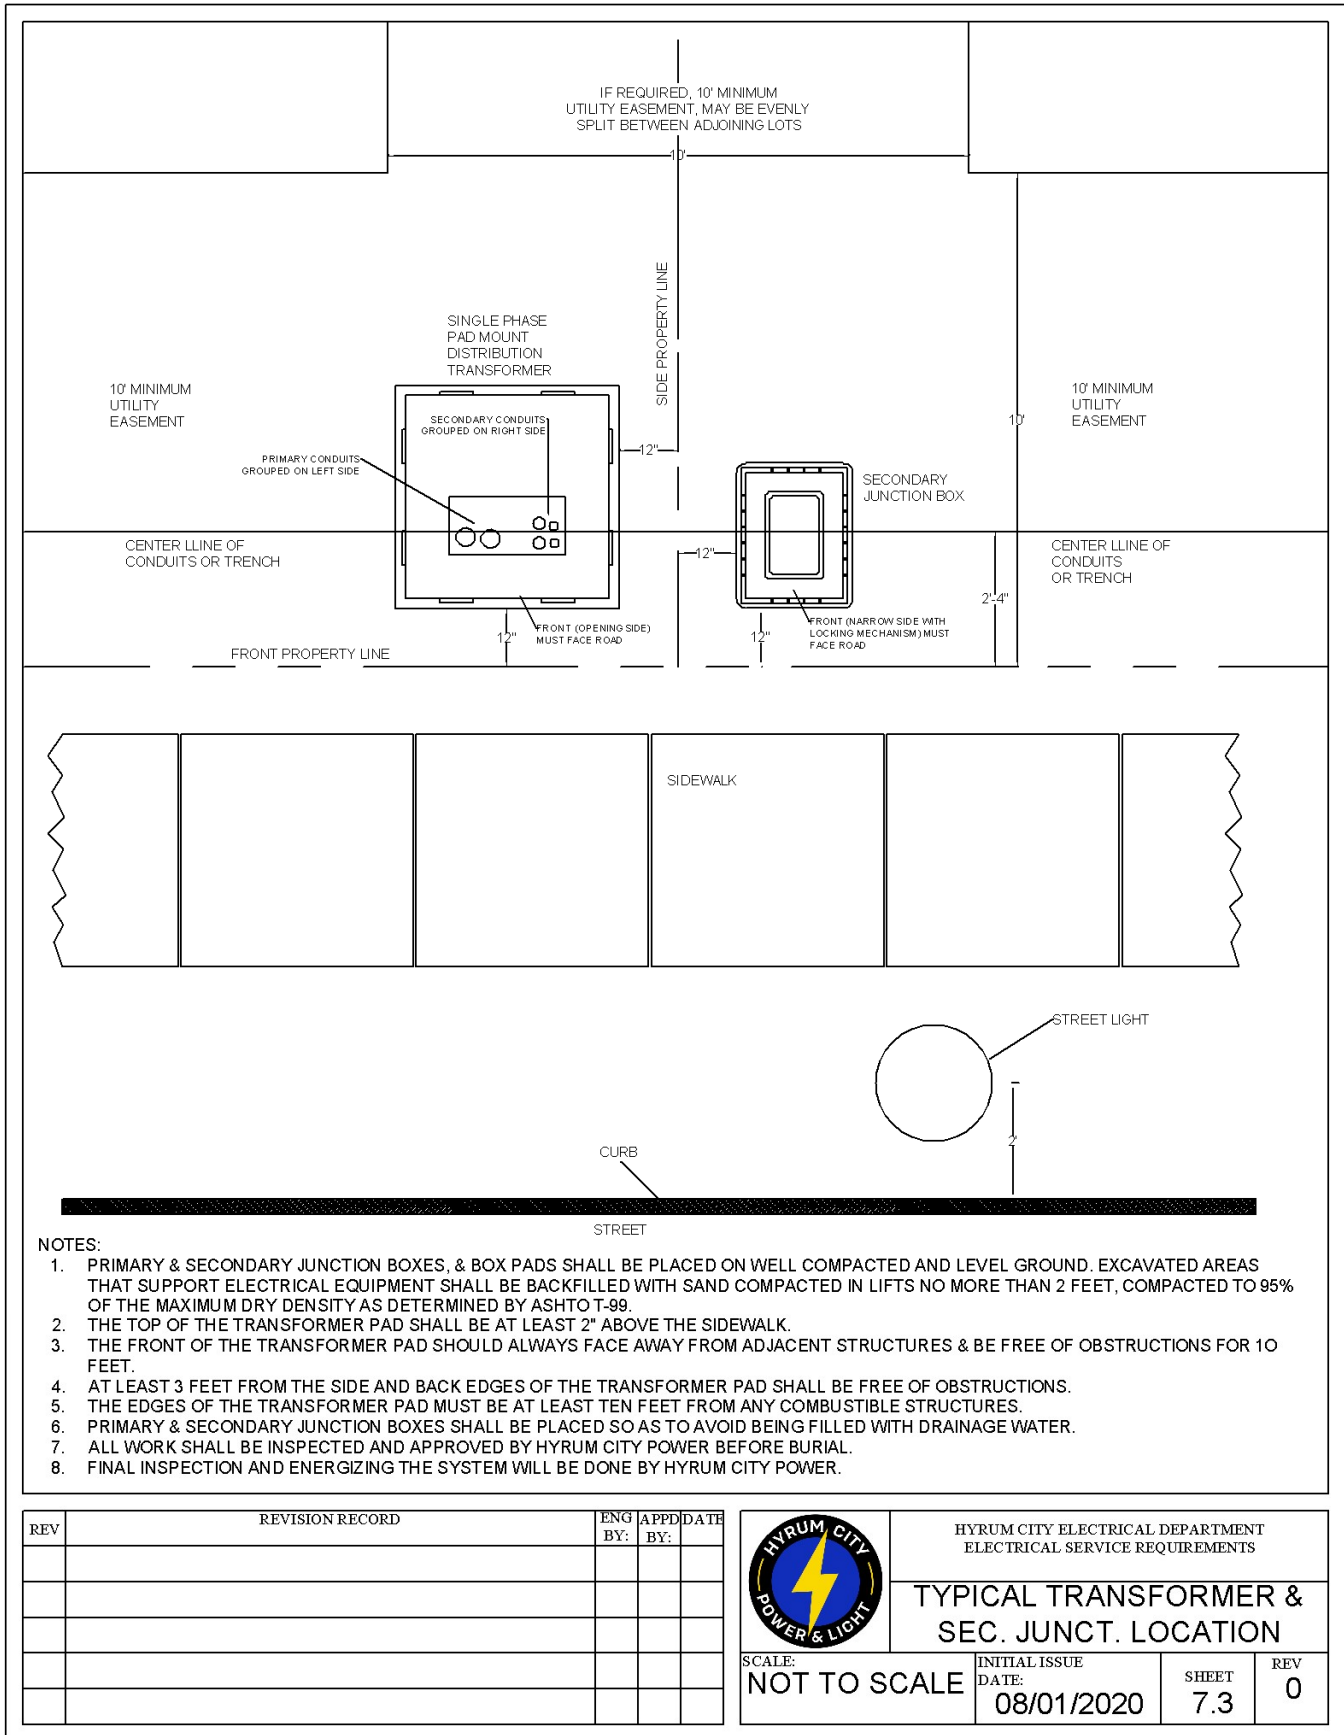 IF REQUIRED, 10' MINIMUM
UTILITY EASEMENT, MAY BE EVENLY
SPLIT BETWEEN ADJOINING LOTS
10'
SIDE PROPERTY LINE
SINGLE PHASE
PAD MOUNT
DISTRIBUTION
TRANSFORMER
10' MINIMUM
UTILITY
EASEMENT
10' MINIMUM
UTILITY
EASEMENT
10'
SECONDARY CONDUITS
GROUPED ON RIGHT SIDE
PRIMARY CONDUITS
GROUPED ON LEFT SIDE
12"
SECONDARY
JUNCTION BOX
CENTER LLINE OF
CONDUITS OR TRENCH
12"
CENTER LLINE OF
CONDUITS
OR TRENCH
2'-4"
12"
FRONT (OPENING SIDE)
MUST FACE ROAD
12"
FRONT (NARROW SIDE WITH
LOCKING MECHANISM) MUST
FACE ROAD
FRONT PROPERTY LINE
SIDEWALK
STREET LIGHT
2'
CURB
STREET
NOTES:
1. PRIMARY & SECONDARY JUNCTION BOXES, & BOX PADS SHALL BE PLACED ON WELL COMPACTED AND LEVEL GROUND. EXCAVATED AREAS
THAT SUPPORT ELECTRICAL EQUIPMENT SHALL BE BACKFILLED WITH SAND COMPACTED IN LIFTS NO MORE THAN 2 FEET, COMPACTED TO 95%
OF THE MAXIMUM DRY DENSITY AS DETERMINED BY ASHTO T-99.
2. THE TOP OF THE TRANSFORMER PAD SHALL BE AT LEAST 2" ABOVE THE SIDEWALK.
3. THE FRONT OF THE TRANSFORMER PAD SHOULD ALWAYS FACE AWAY FROM ADJACENT STRUCTURES & BE FREE OF OBSTRUCTIONS FOR 1O
FEET.
4. AT LEAST 3 FEET FROM THE SIDE AND BACK EDGES OF THE TRANSFORMER PAD SHALL BE FREE OF OBSTRUCTIONS.
5. THE EDGES OF THE TRANSFORMER PAD MUST BE AT LEAST TEN FEET FROM ANY COMBUSTIBLE STRUCTURES.
6. PRIMARY & SECONDARY JUNCTION BOXES SHALL BE PLACED SO AS TO AVOID BEING FILLED WITH DRAINAGE WATER.
7. ALL WORK SHALL BE INSPECTED AND APPROVED BY HYRUM CITY POWER BEFORE BURIAL.
8. FINAL INSPECTION AND ENERGIZING THE SYSTEM WILL BE DONE BY HYRUM CITY POWER.
REV
REVISION RECORD
ENG
BY:
APPD
BY:
DATE
HYRUM CITY
POWER & LIGHT
HYRUM CITY ELECTRICAL DEPARTMENT
ELECTRICAL SERVICE REQUIREMENTS
TYPICAL TRANSFORMER &
SEC. JUNCT. LOCATION
SCALE:
NOT TO SCALE
INITIAL ISSUE
DATE:
08/01/2020
SHEET
7.3
REV
0